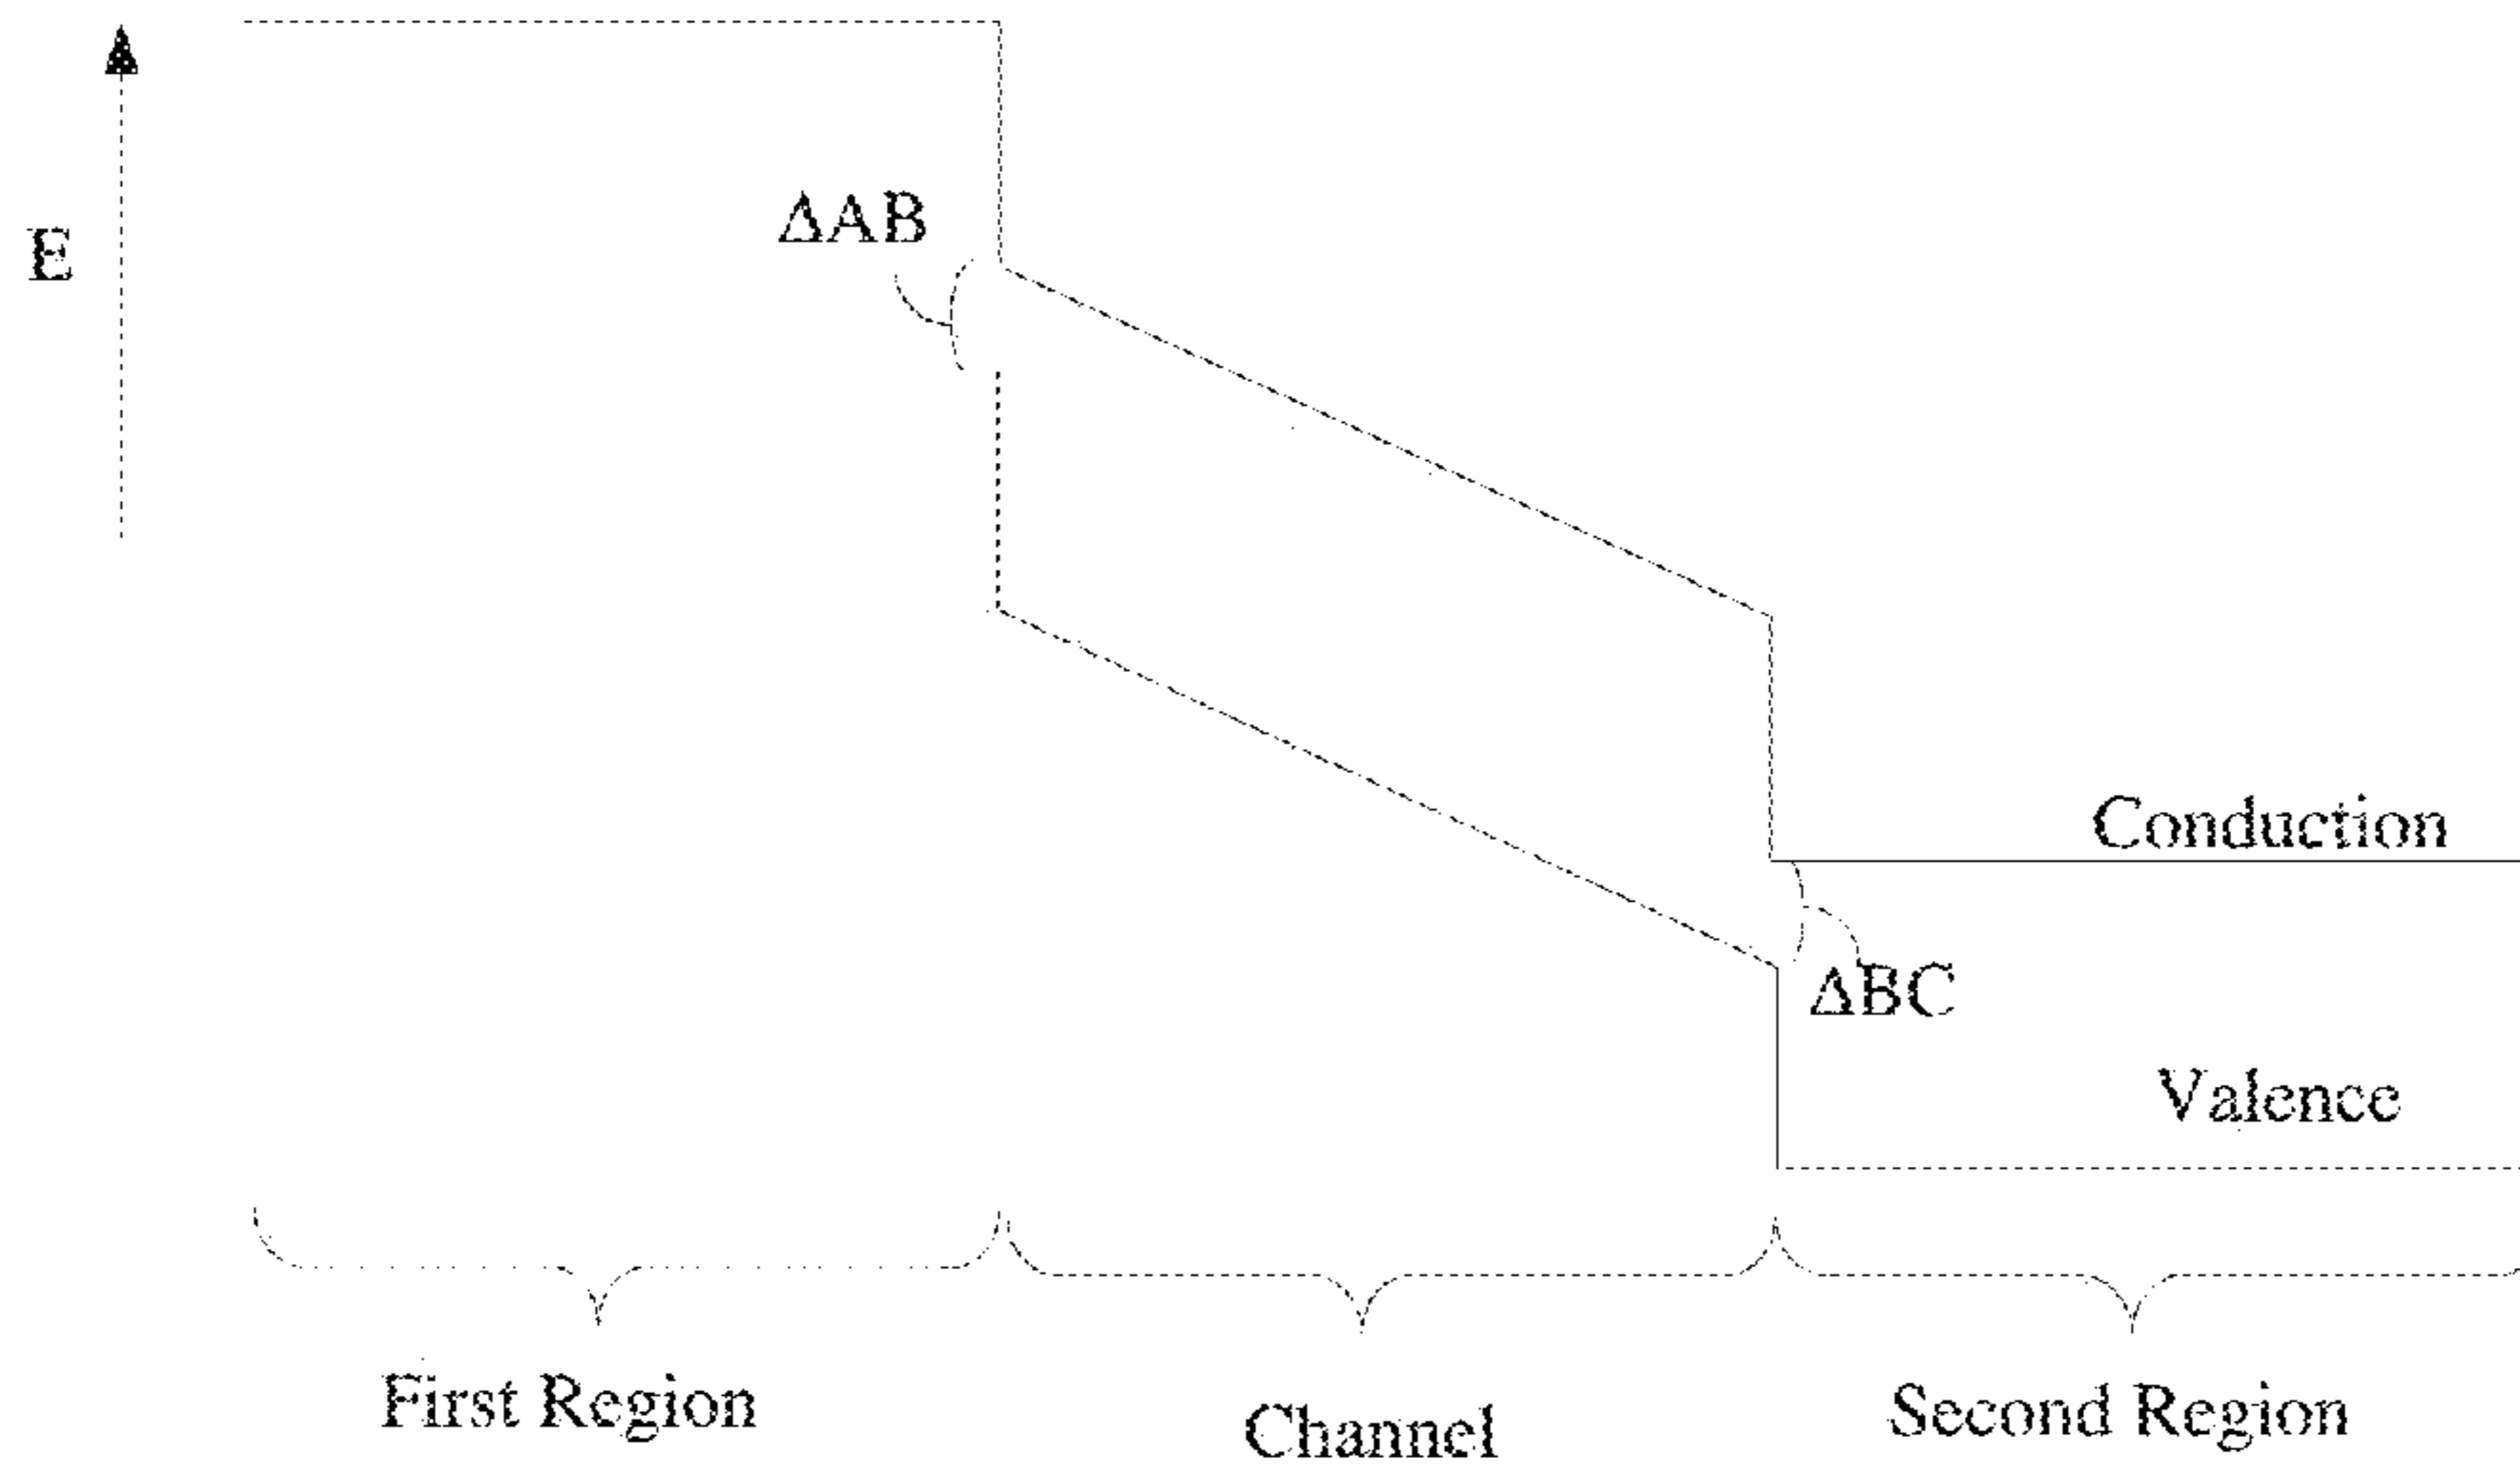 ΔAB
E
Conduction
ΔBC
Valence
First Region
Channel
Second Region